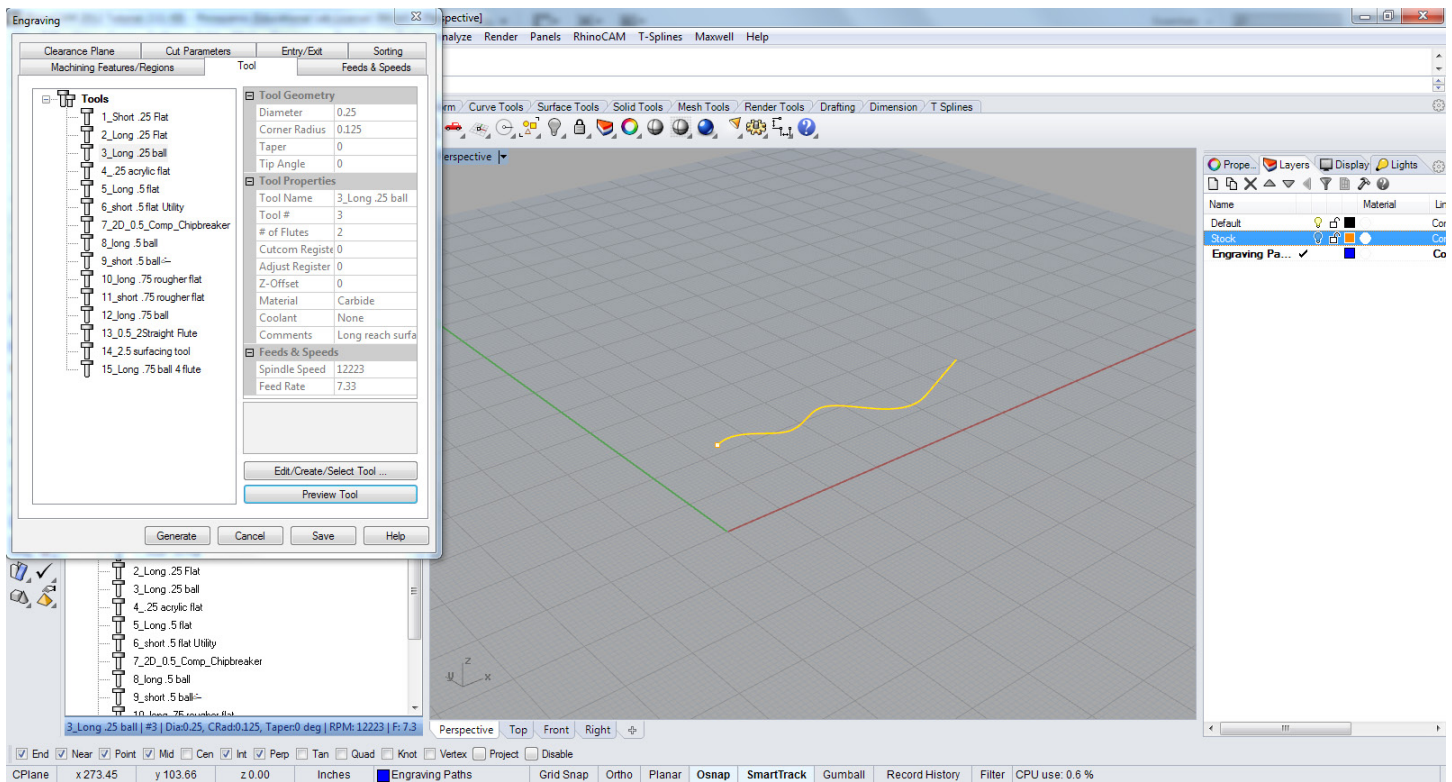 Engraving
spective]
nalyze Render Panels RhinoCAM T-Splines Maxwell Help
Clearance Plane Cut Parameters Entry/Exit Sorting
Machining Features/Regions Tool Feeds & Speeds
Tools
1_Short .25 Flat
2_Long .25 Flat
3_Long .25 ball
4_.25 acrylic flat
5_Long .5 flat
6_short .5 flat Utility
7_2D_0.5_Comp_Chipbreaker
8_long .5 ball
9_short .5 ball
10_long .75 rougher flat
11_short .75 rougher flat
12_long .75 ball
13_0.5_2Straight Flute
14_2.5 surfacing tool
15_Long .75 ball 4 flute
Tool Geometry
Diameter 0.25
Corner Radius 0.125
Taper 0
Tip Angle 0
Tool Properties
Tool Name 3_Long .25 ball
Tool # 3
# of Flutes 2
Cutcom Registe 0
Adjust Register 0
Z-Offset 0
Material Carbide
Coolant None
Comments Long reach surfa
Feeds & Speeds
Spindle Speed 12223
Feed Rate 7.33
Edit/Create/Select Tool ...
Preview Tool
Generate Cancel Save Help
rm Curve Tools Surface Tools Solid Tools Mesh Tools Render Tools Drafting Dimension T Splines
erspective
z
y x
Prope... Layers Display Lights
Name Material Lin
Default Con
Stock Con
Engraving Pa... Co
2_Long .25 Flat
3_Long .25 ball
4_.25 acrylic flat
5_Long .5 flat
6_short .5 flat Utility
7_2D_0.5_Comp_Chipbreaker
8_long .5 ball
9_short .5 ball
10_long .75 rougher flat
3_Long .25 ball | #3 | Dia:0.25, CRad:0.125, Taper:0 deg | RPM: 12223 | F: 7.3
Perspective Top Front Right
End Near Point Mid Cen Int Perp Tan Quad Knot Vertex Project Disable
CPlane x 273.45 y 103.66 z 0.00 Inches Engraving Paths Grid Snap Ortho Planar Osnap SmartTrack Gumball Record History Filter CPU use: 0.6 %